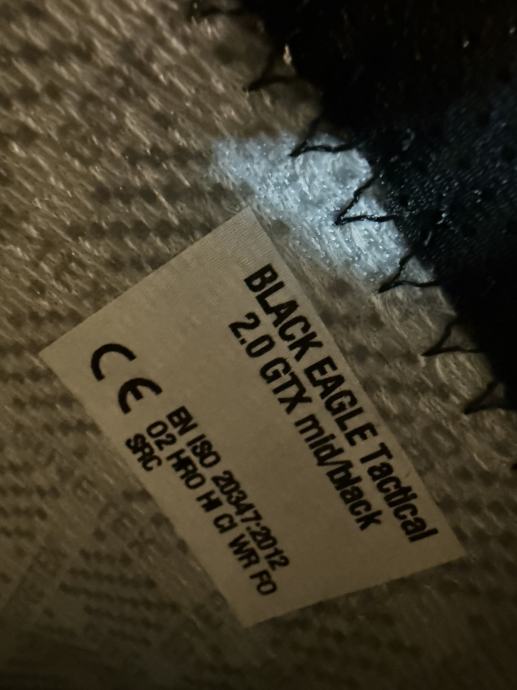 BLACK EAGLE Tactical
2.0 GTX mid/black
CE
EN ISO 20347:2012
O2 HRO HI CI WR FO
SRC